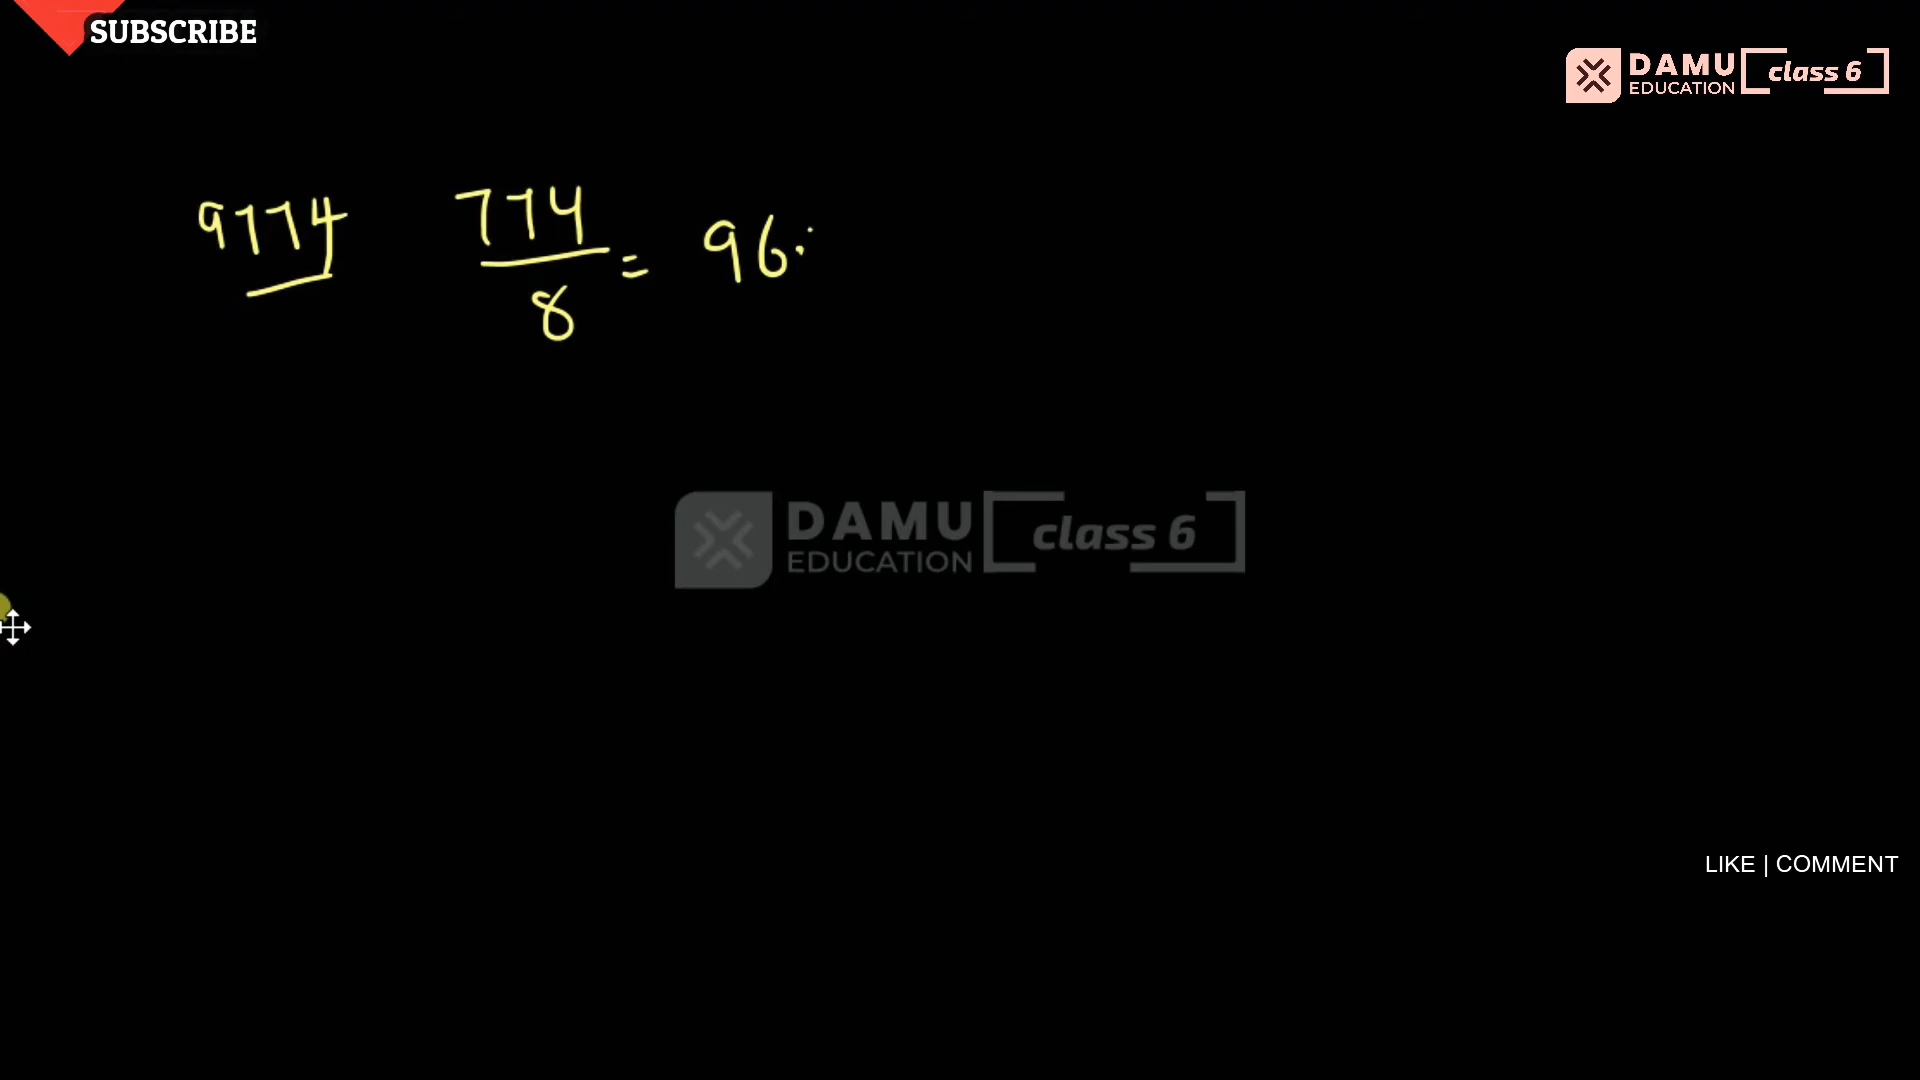 SUBSCRIBE
DAMU
EDUCATION
class 6
9774
774
8
= 96.
DAMU
EDUCATION
class 6
LIKE | COMMENT